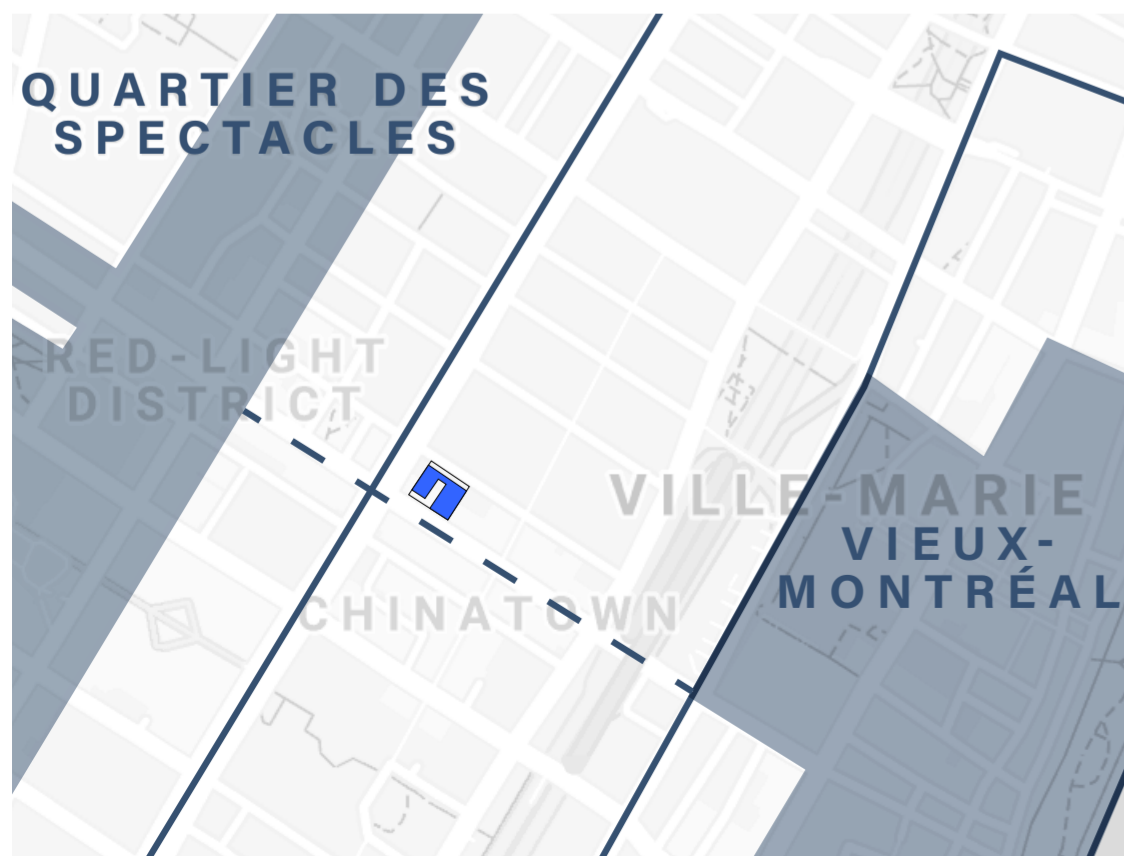 QUARTIER DES
SPECTACLES
RED-LIGHT
DISTRICT
VILLE-MARIE
VIEUX-
MONTRÉAL
CHINATOWN